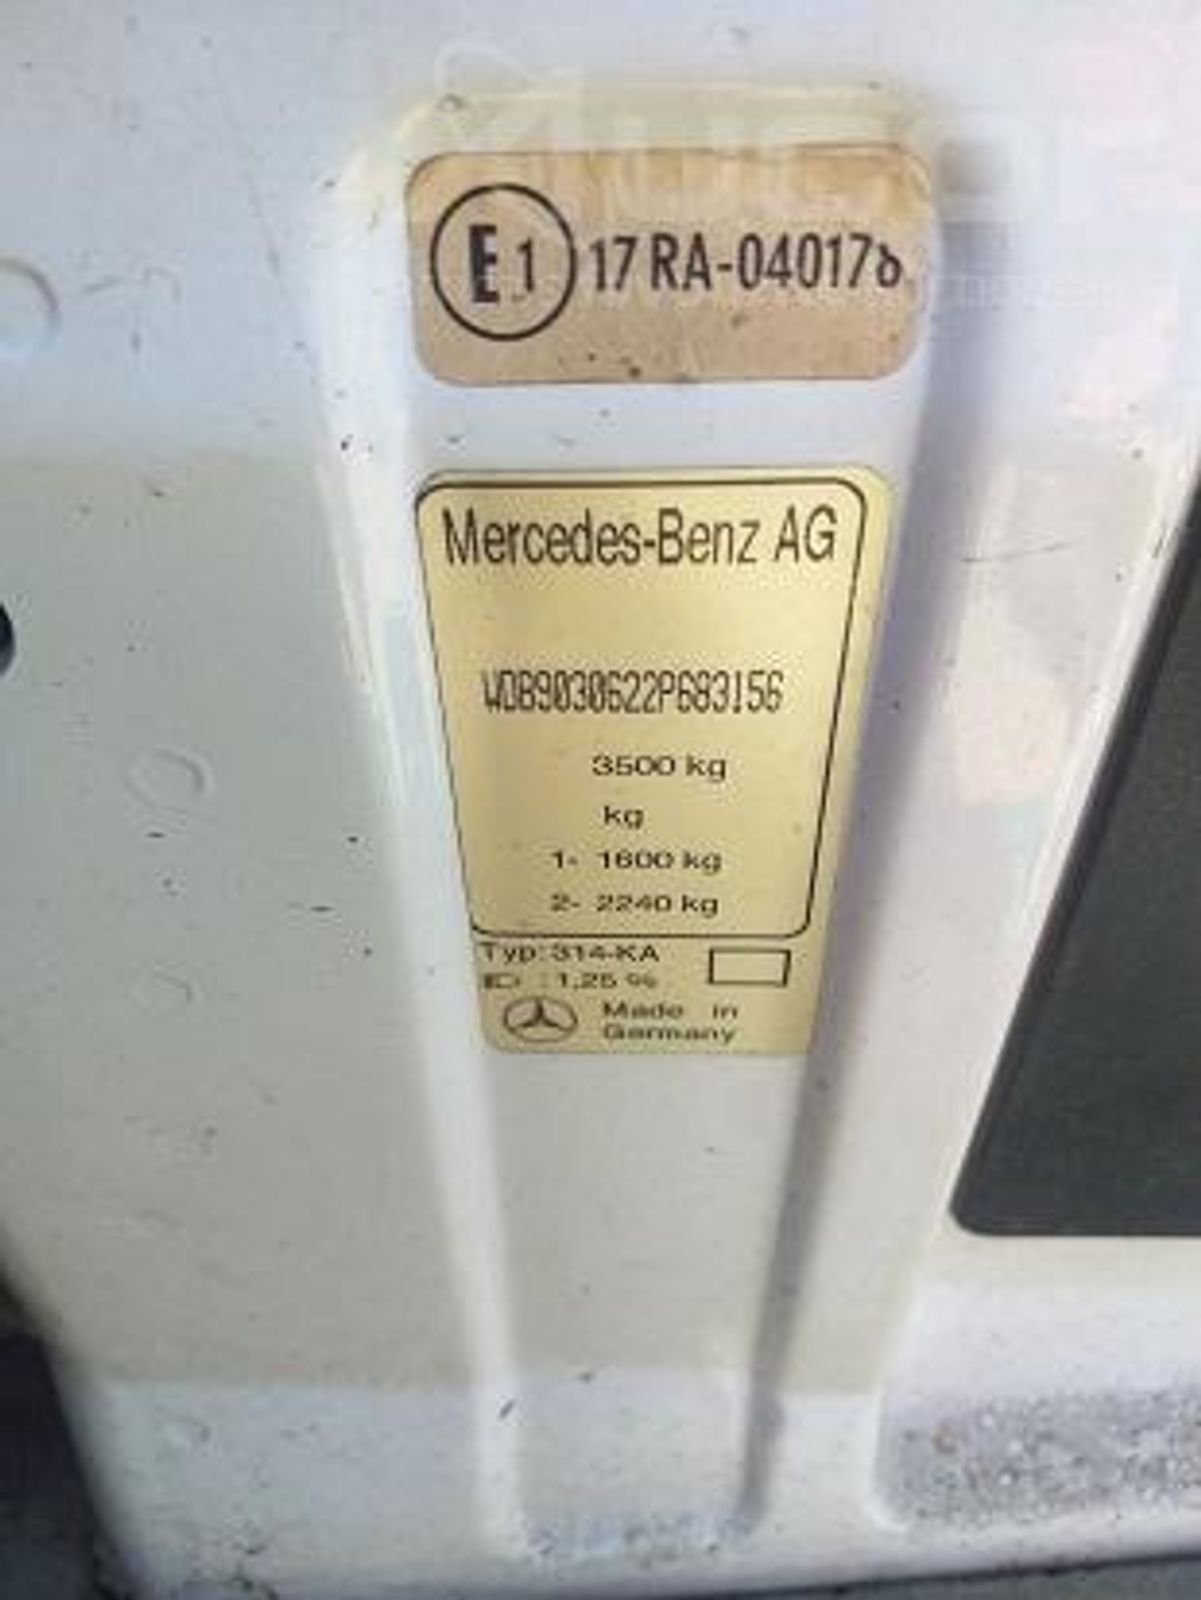 E1 17 RA-040178
Mercedes-Benz AG
WDB9030622P683156
3500 kg
kg
1- 1600 kg
2- 2240 kg
Typ: 314-KA
: 1,25 %
Made in
Germany